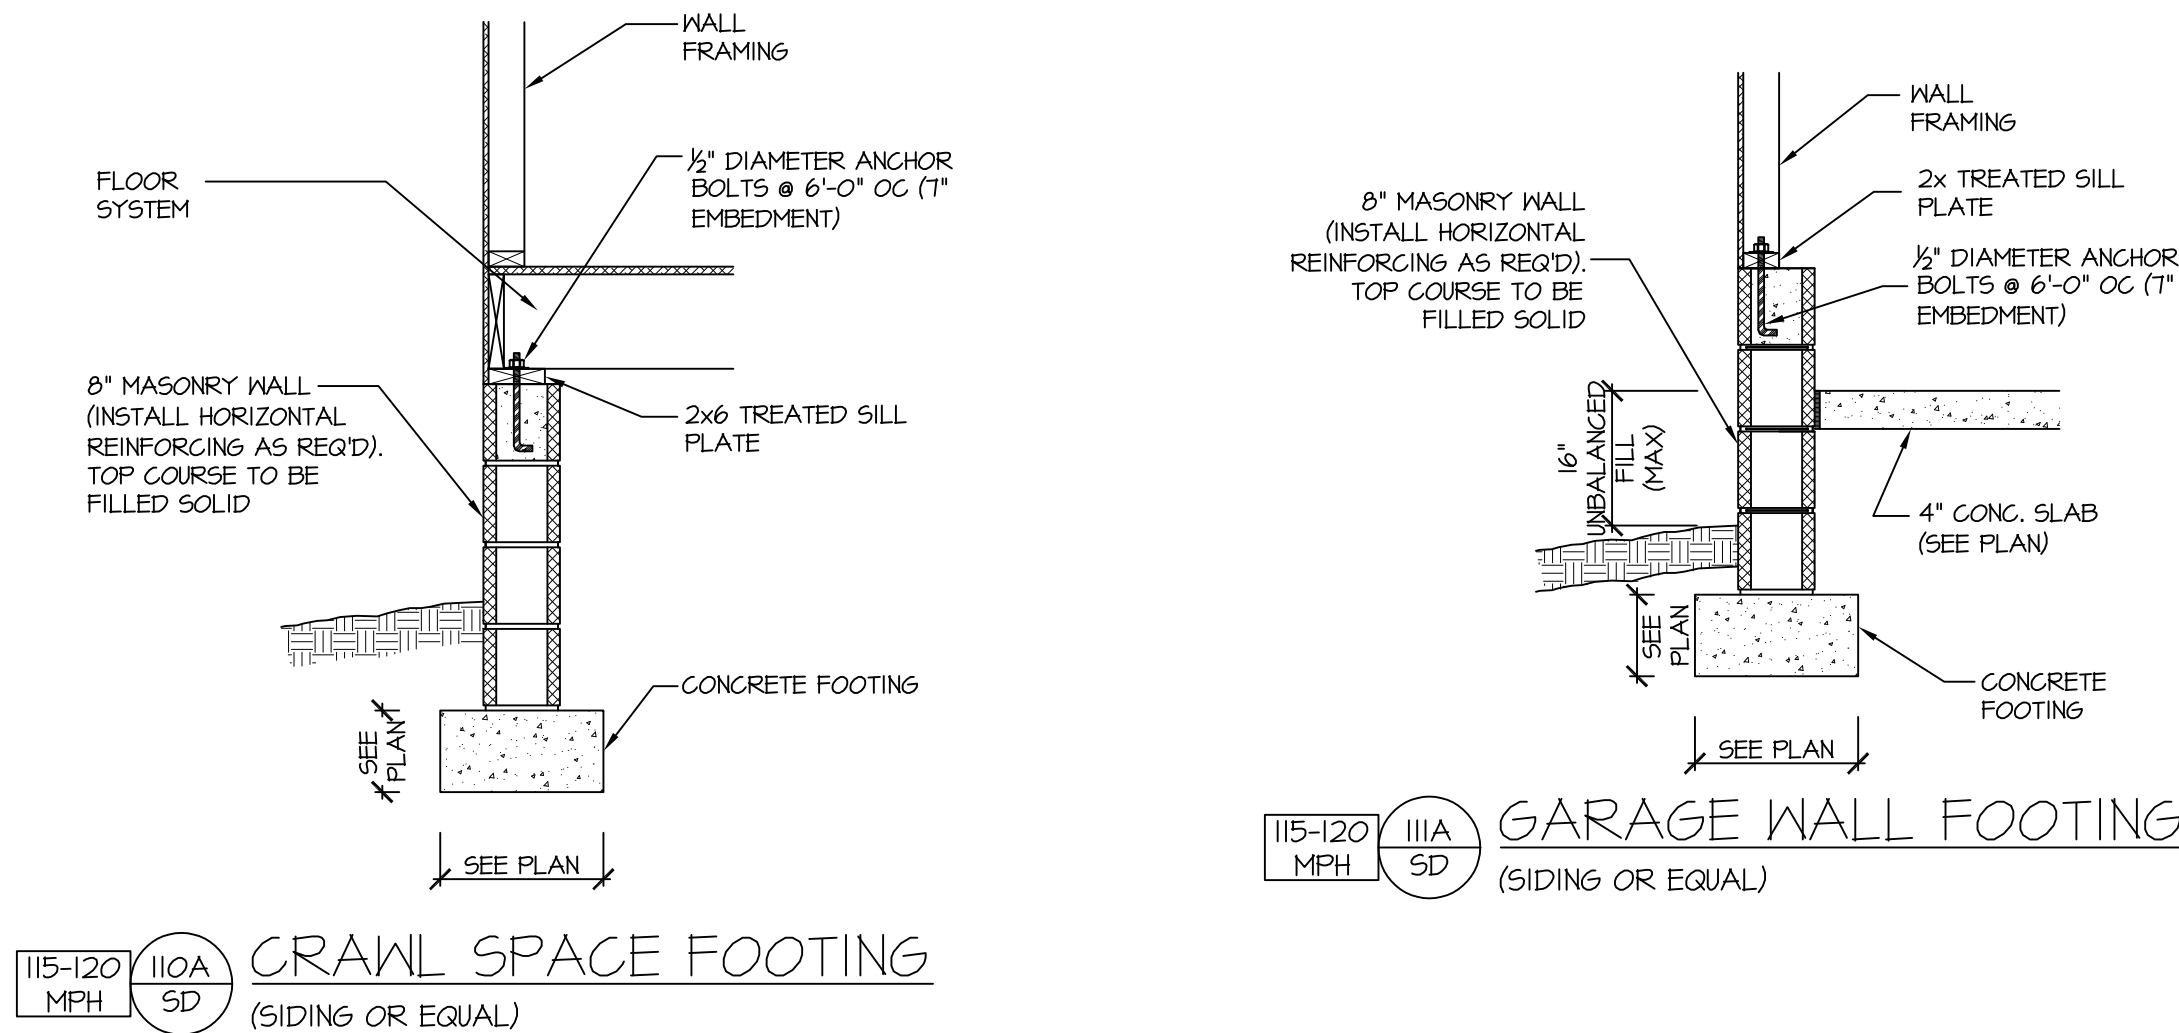 WALL
FRAMING
FLOOR
SYSTEM
½" DIAMETER ANCHOR
BOLTS @ 6'-0" OC (7"
EMBEDMENT)
8" MASONRY WALL
(INSTALL HORIZONTAL
REINFORCING AS REQ'D).
TOP COURSE TO BE
FILLED SOLID
2x6 TREATED SILL
PLATE
CONCRETE FOOTING
SEE
PLAN
SEE PLAN
115-120
MPH
110A
SD
CRAWL SPACE FOOTING
(SIDING OR EQUAL)
WALL
FRAMING
2x TREATED SILL
PLATE
8" MASONRY WALL
(INSTALL HORIZONTAL
REINFORCING AS REQ'D).
TOP COURSE TO BE
FILLED SOLID
½" DIAMETER ANCHOR
BOLTS @ 6'-0" OC (7"
EMBEDMENT)
16"
UNBALANCED
FILL
(MAX)
4" CONC. SLAB
(SEE PLAN)
SEE
PLAN
CONCRETE
FOOTING
SEE PLAN
115-120
MPH
111A
SD
GARAGE WALL FOOTING
(SIDING OR EQUAL)